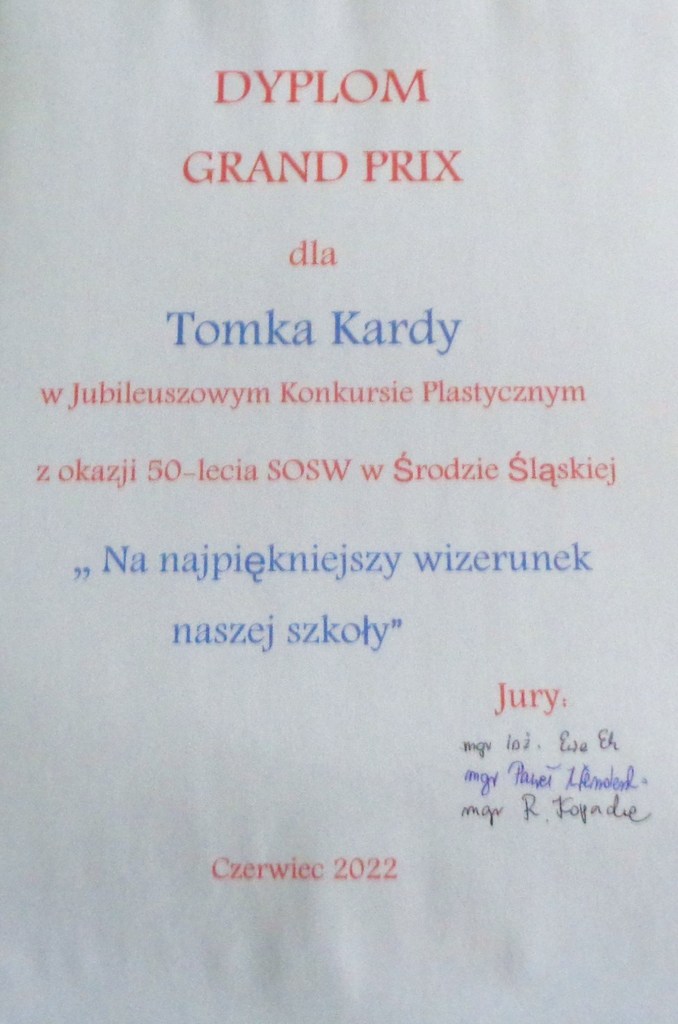 DYPLOM
GRAND PRIX
dla
Tomka Kardy
w Jubileuszowym Konkursie Plastycznym
z okazji 50-lecia SOSW w Środzie Śląskiej
„ Na najpiękniejszy wizerunek
naszej szkoły”
Jury:
mgr inż. Ewa
mgr Paweł
mgr R.
Czerwiec 2022